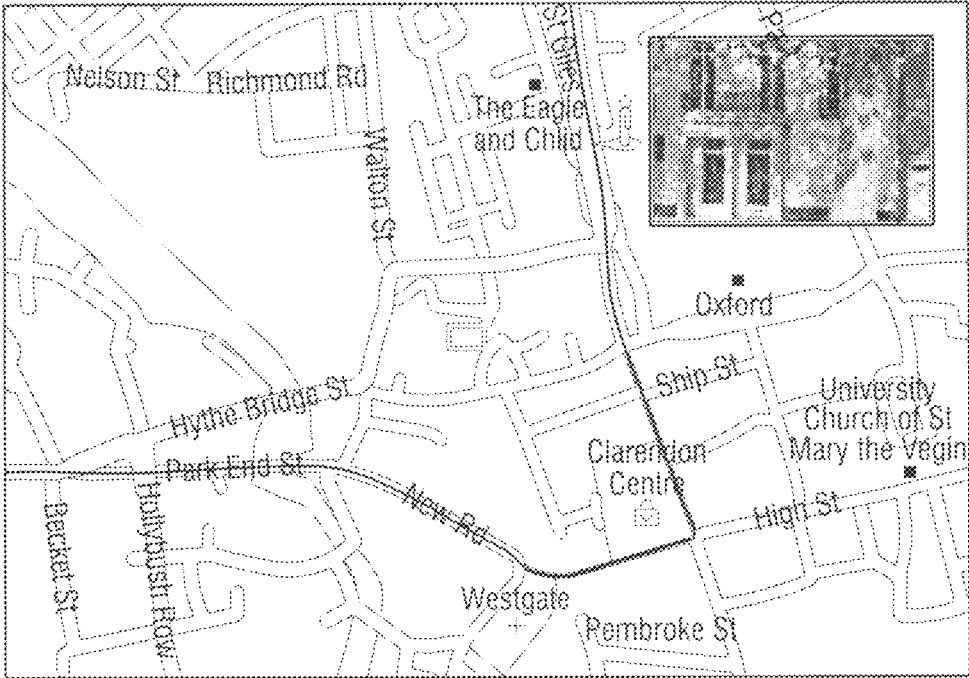 St Giles
Nelson St
Richmond Rd
The Eagle
and Child
Walton St
Oxford
Ship St
Hythe Bridge St
University
Church of St
Mary the Vegin
Clarendon
Centre
Park End St
New Rd
High St
Becket St
Hollybush Row
Westgate
Pembroke St